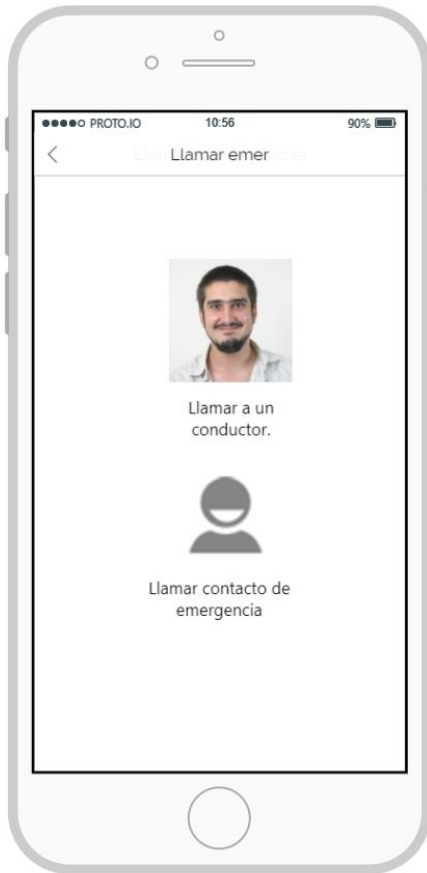 PROTO.IO 10:56 90%
Llamar emer
Llamar a un
conductor.
Llamar contacto de
emergencia